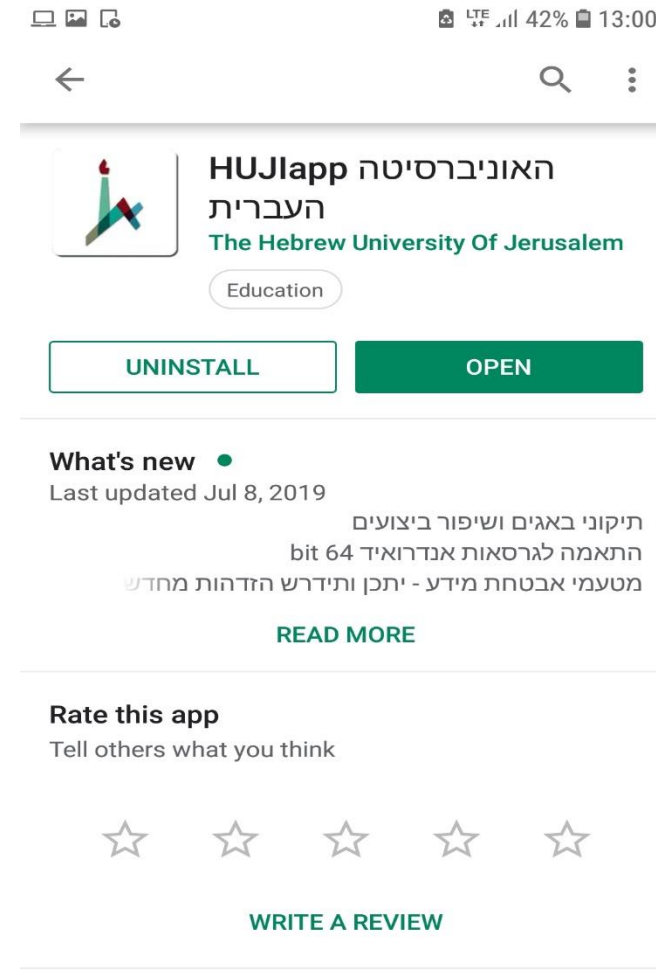 LTE 42% 13:00
HUJIapp האוניברסיטה
העברית
The Hebrew University Of Jerusalem
Education
UNINSTALL OPEN
What's new
Last updated Jul 8, 2019
תיקוני באגים ושיפור ביצועים
התאמה לגרסאות אנדרואיד 64 bit
מטעמי אבטחת מידע - יתכן ותידרש הזדהות מחדש
READ MORE
Rate this app
Tell others what you think
WRITE A REVIEW